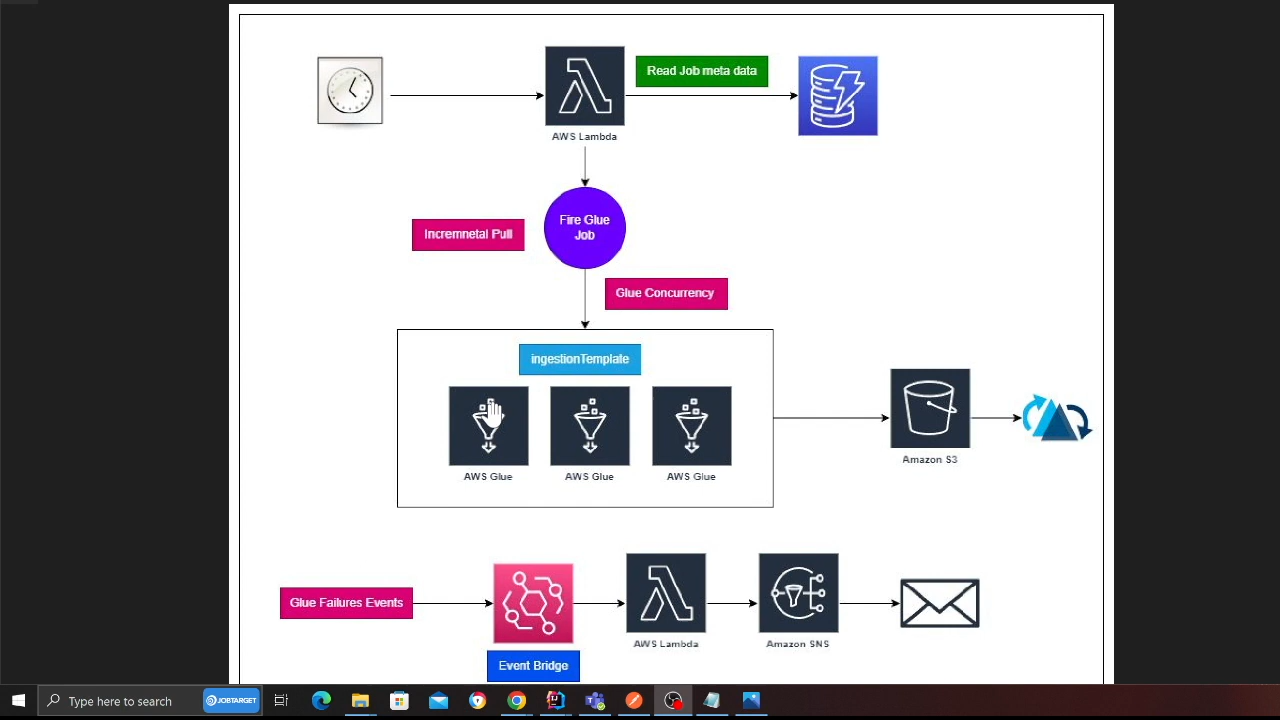 Read Job meta data
AWS Lambda
Fire Glue
Job
Incremnetal Pull
Glue Concurrency
ingestionTemplate
AWS Glue
AWS Glue
AWS Glue
Amazon S3
Glue Failures Events
AWS Lambda
Amazon SNS
Event Bridge
Type here to search
JOBTARGET